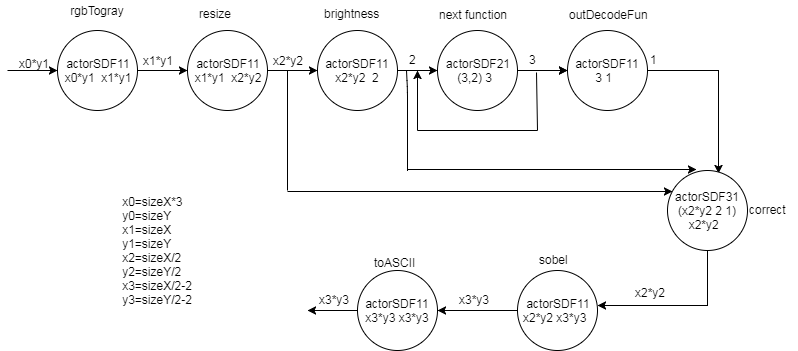 rgbTogray
resize
brightness
next function
outDecodeFun
x0*y1
actorSDF11
x0*y1 x1*y1
x1*y1
actorSDF11
x1*y1 x2*y2
x2*y2
actorSDF11
x2*y2 2
2
actorSDF21
(3,2) 3
3
actorSDF11
3 1
1
actorSDF31
(x2*y2 2 1)
x2*y2
correct
x0=sizeX*3
y0=sizeY
x1=sizeX
y1=sizeY
x2=sizeX/2
y2=sizeY/2
x3=sizeX/2-2
y3=sizeY/2-2
toASCII
sobel
x3*y3
actorSDF11
x3*y3 x3*y3
x3*y3
actorSDF11
x2*y2 x3*y3
x2*y2